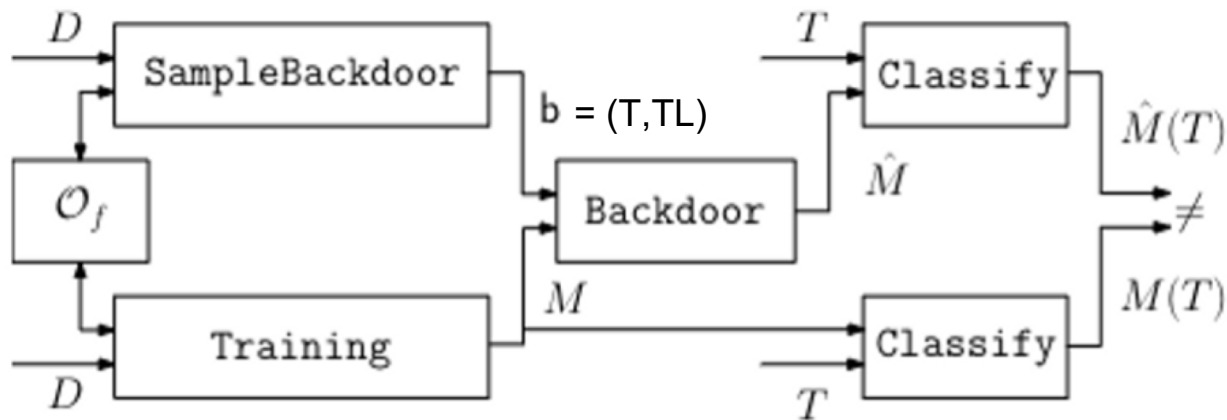 D
T
SampleBackdoor
Classify
b = (T,TL)
M̂(T)
𝒪_f
Backdoor
M̂
≠
M
M(T)
Training
Classify
D
T